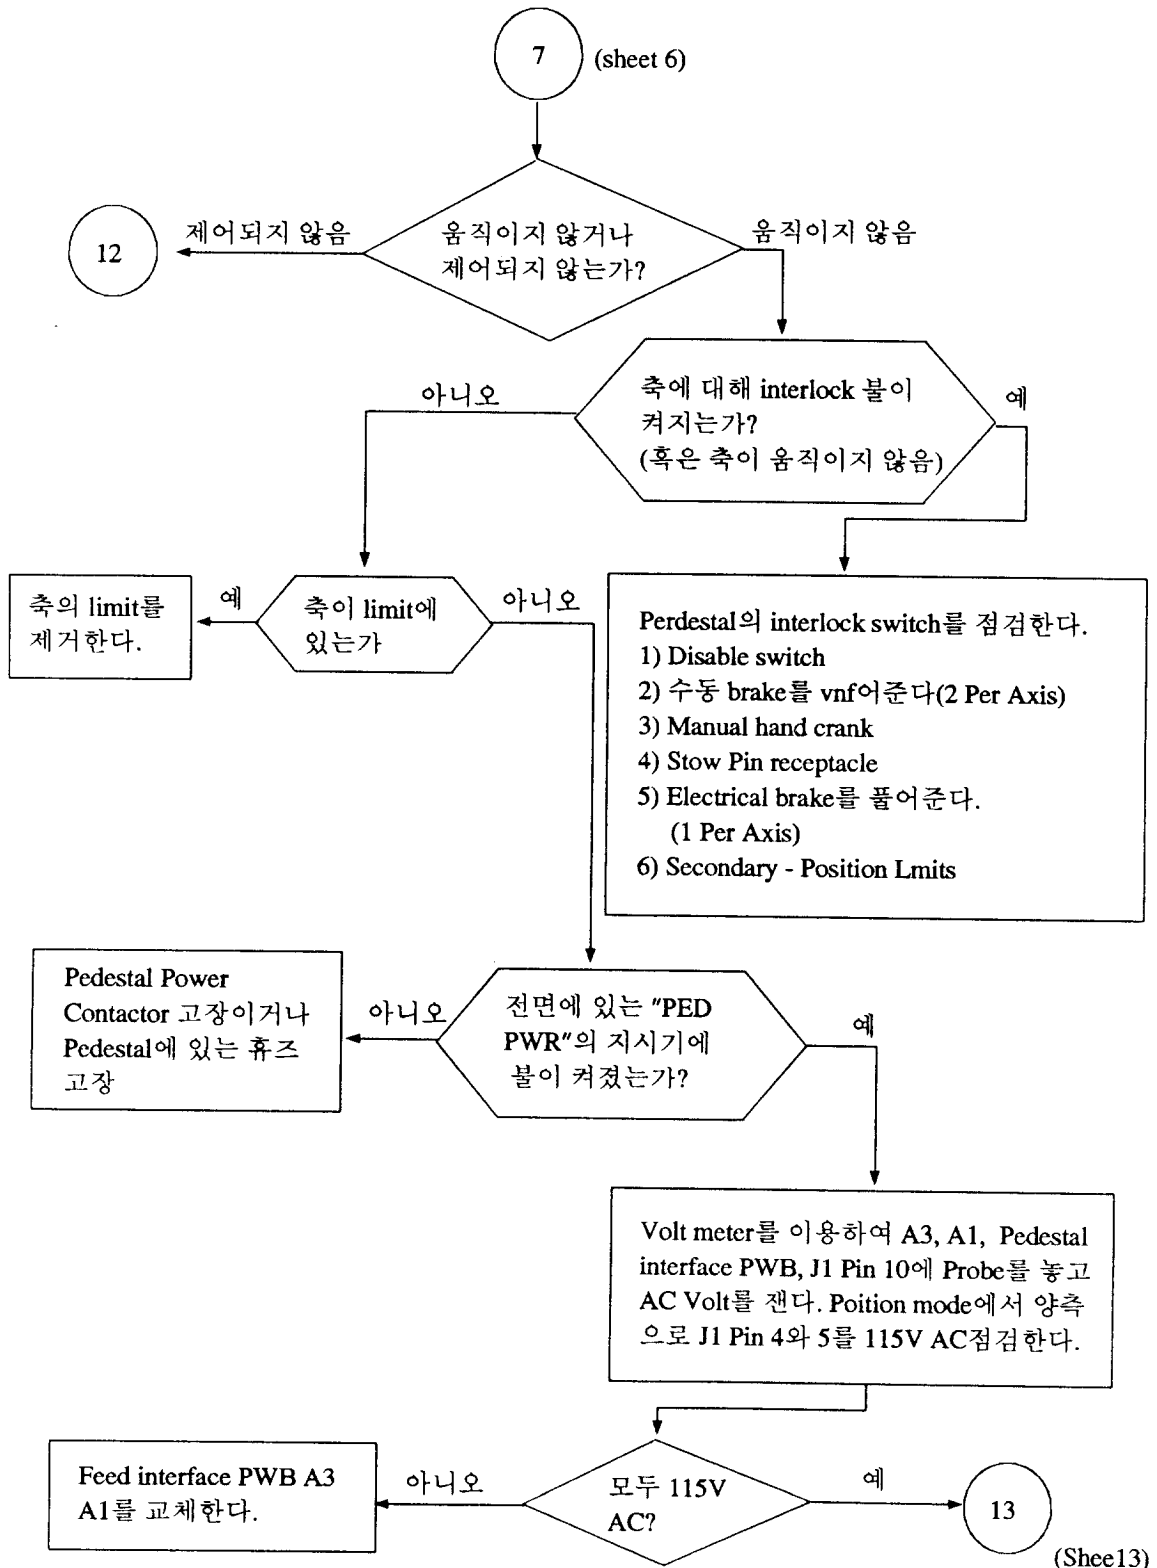 7 (sheet 6)
제어되지 않음
12
움직이지 않거나
제어되지 않는가?
움직이지 않음
아니오
축에 대해 interlock 불이
켜지는가?
(혹은 축이 움직이지 않음)
예
축의 limit를
제거한다.
예
축이 limit에
있는가
아니오
Perdestal의 interlock switch를 점검한다.
1) Disable switch
2) 수동 brake를 vnf어준다(2 Per Axis)
3) Manual hand crank
4) Stow Pin receptacle
5) Electrical brake를 풀어준다.
(1 Per Axis)
6) Secondary - Position Lmits
Pedestal Power
Contactor 고장이거나
Pedestal에 있는 휴즈
고장
아니오
전면에 있는 "PED
PWR"의 지시기에
불이 켜졌는가?
예
Volt meter를 이용하여 A3, A1, Pedestal
interface PWB, J1 Pin 10에 Probe를 놓고
AC Volt를 잰다. Poition mode에서 양측
으로 J1 Pin 4와 5를 115V AC점검한다.
Feed interface PWB A3
A1를 교체한다.
아니오
모두 115V
AC?
예
13
(Shee13)